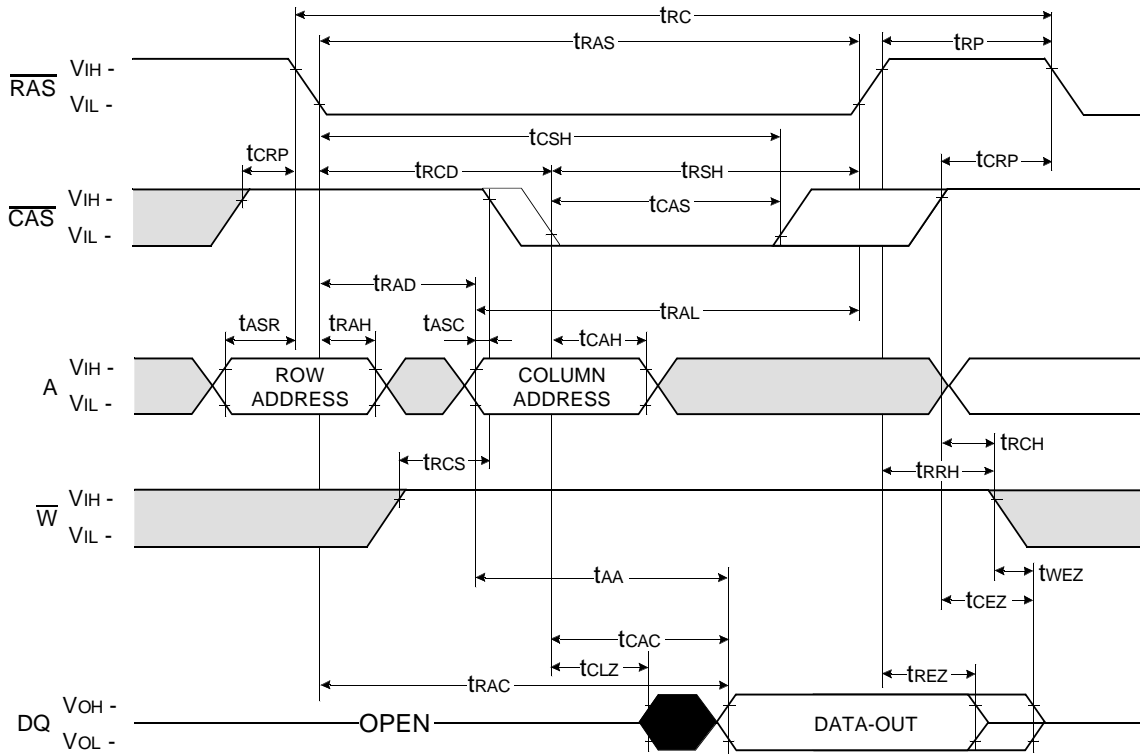 tRC
tRAS tRP
RAS VIH -
VIL -
tCSH
tCRP tRCD tRSH tCRP
CAS VIH -
VIL -
tCAS
tRAD
tRAL
tASR tRAH tASC tCAH
A VIH -
VIL -
ROW
ADDRESS
COLUMN
ADDRESS
tRCH
tRCS tRRH
W VIH -
VIL -
tAA tWEZ
tCEZ
tCAC
tCLZ tREZ
tRAC
DQ VOH -
VOL -
OPEN DATA-OUT